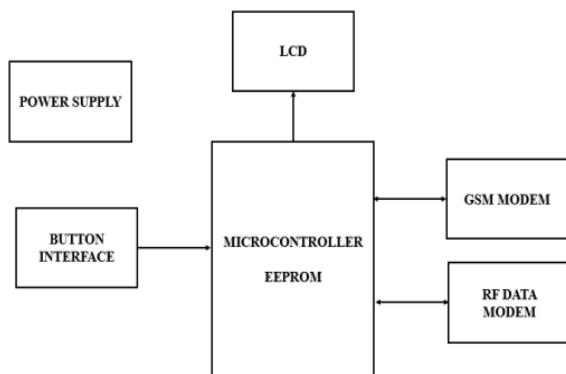 LCD
POWER SUPPLY
BUTTON
INTERFACE
MICROCONTROLLER
EEPROM
GSM MODEM
RF DATA
MODEM